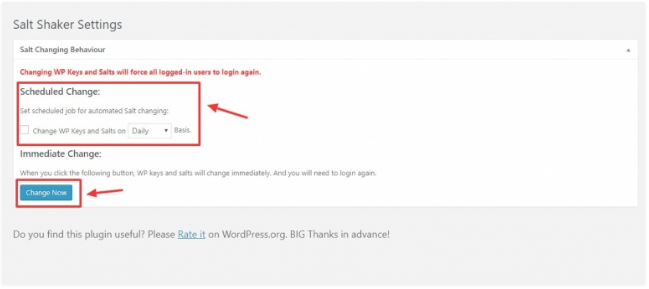 Salt Shaker Settings
Salt Changing Behaviour
Changing WP Keys and Salts will force all logged-in users to login again.
Scheduled Change:
Set scheduled job for automated Salt changing:
Change WP Keys and Salts on Daily Basis.
Immediate Change:
When you click the following button, WP keys and salts will change immediately. And you will need to login again.
Change Now
Do you find this plugin useful? Please Rate it on WordPress.org. BIG Thanks in advance!